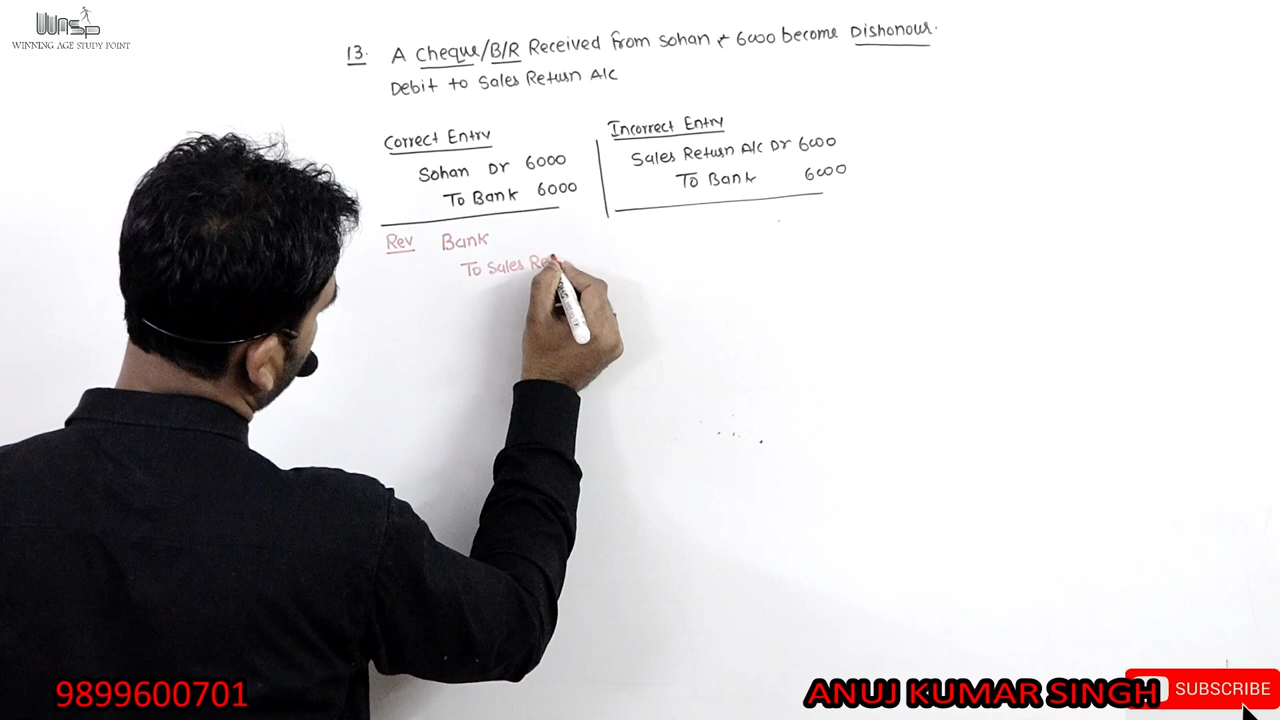 WASP
WINNING AGE STUDY POINT
13. A Cheque/B/R Received from Sohan ₹ 6000 become Dishonour.
Debit to Sales Return A/c
Correct Entry
Sohan Dr 6000
To Bank 6000
Incorrect Entry
Sales Return A/c Dr 6000
To Bank 6000
Rev Bank
To Sales Re
9899600701
ANUJ KUMAR SINGH
SUBSCRIBE